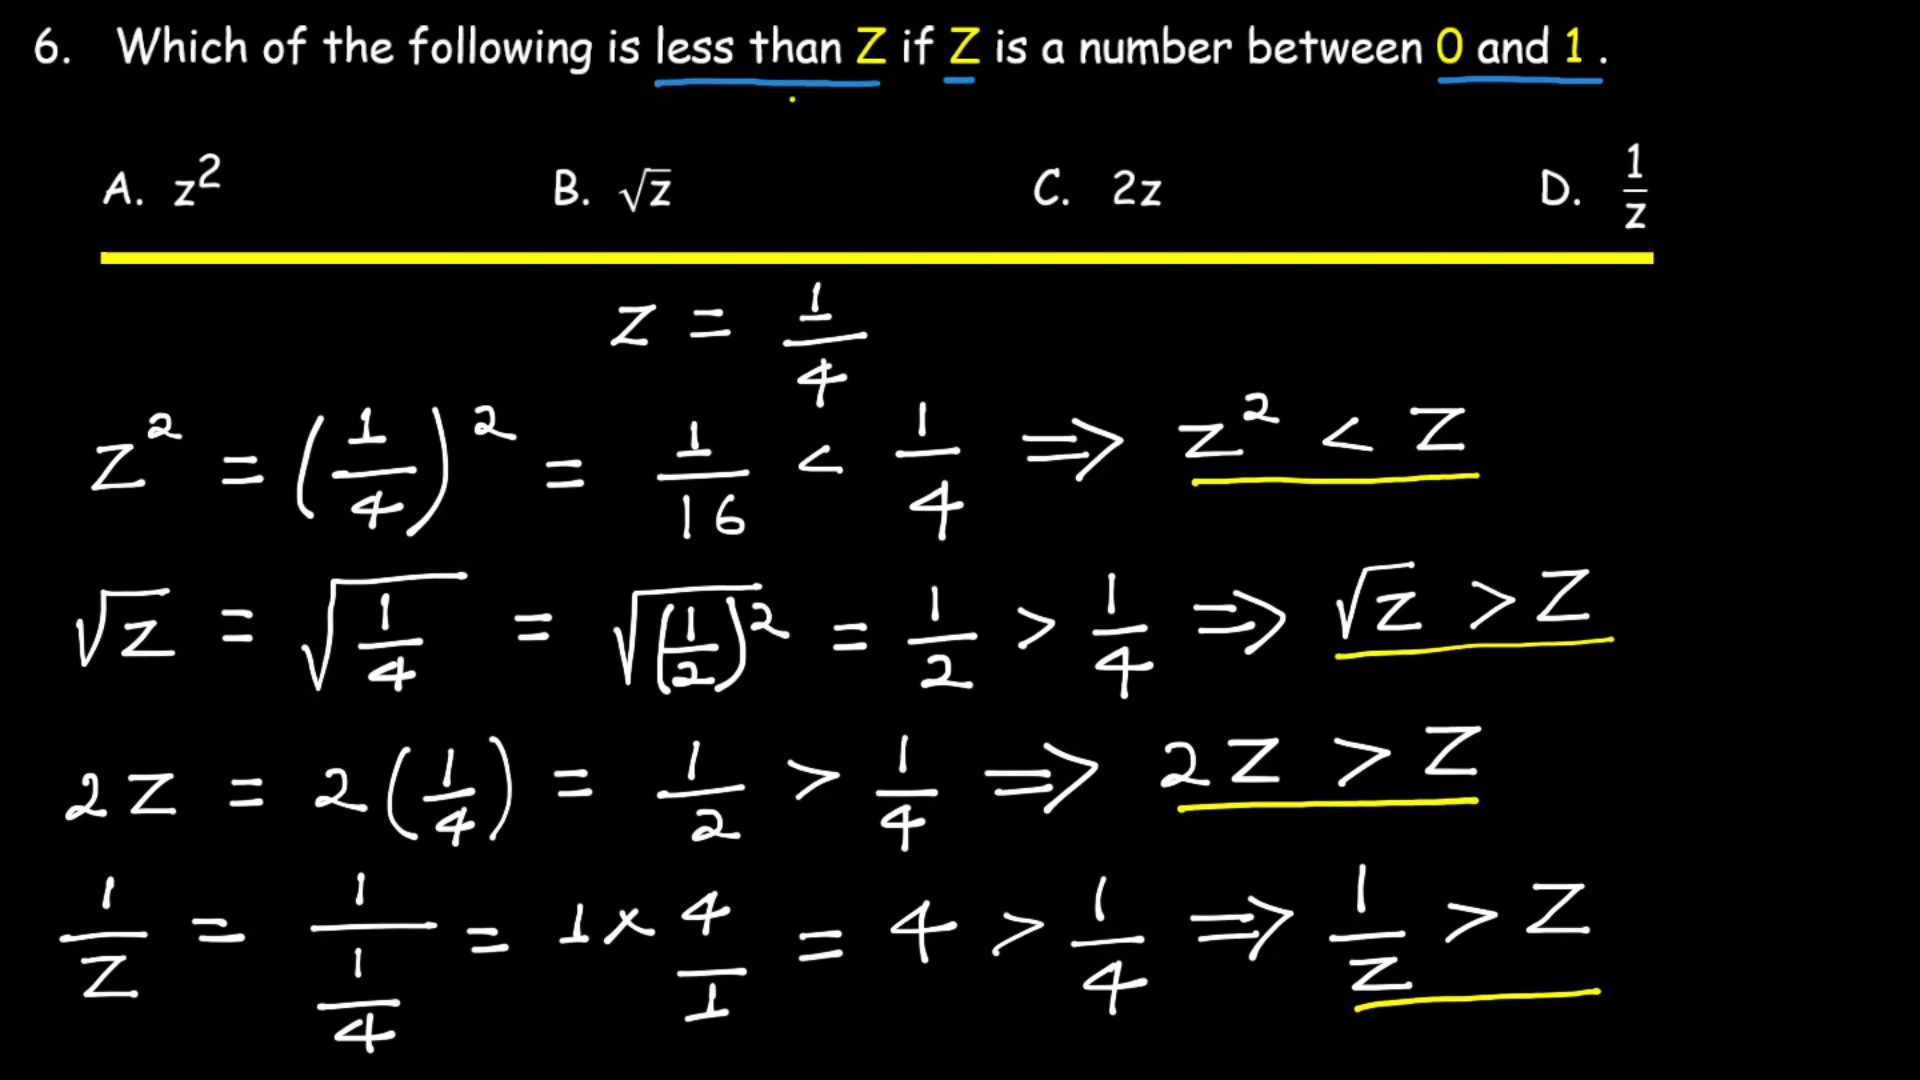 6. Which of the following is less than Z if Z is a number between 0 and 1 .
A. z² B. √z C. 2z D. 1/z
z = 1/4
z² = (1/4)² = 1/16 < 1/4 ⇒ z² < z
√z = √(1/4) = √((1/2)²) = 1/2 > 1/4 ⇒ √z > z
2z = 2(1/4) = 1/2 > 1/4 ⇒ 2z > z
1/z = 1/(1/4) = 1 × 4/1 = 4 > 1/4 ⇒ 1/z > z